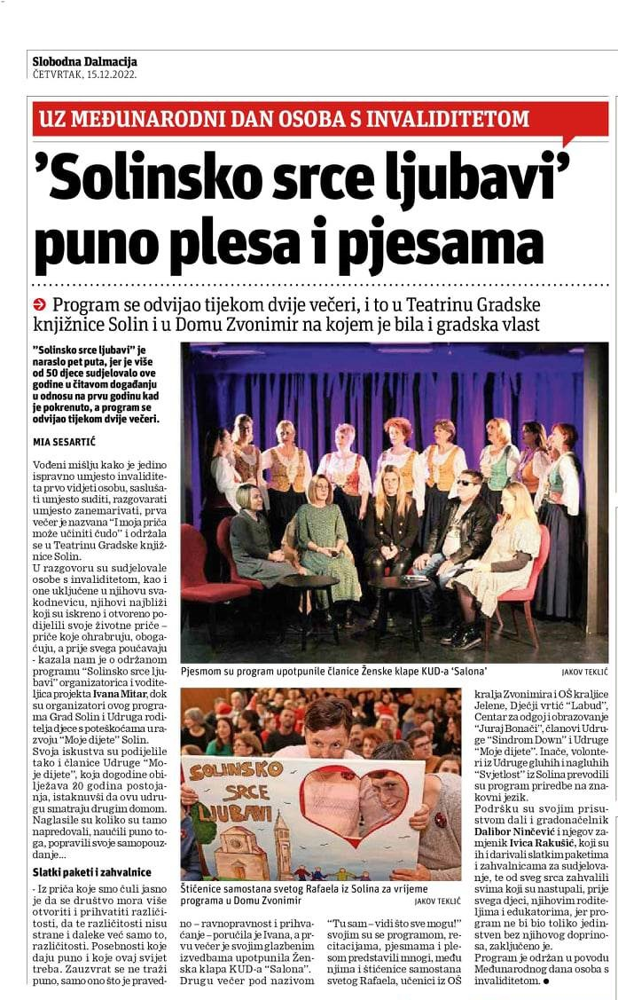 Slobodna Dalmacija
ČETVRTAK, 15.12.2022.
UZ MEĐUNARODNI DAN OSOBA S INVALIDITETOM
’Solinsko srce ljubavi’
puno plesa i pjesama
Program se odvijao tijekom dvije večeri, i to u Teatrinu Gradske
knjižnice Solin i u Domu Zvonimir na kojem je bila i gradska vlast
”Solinsko srce ljubavi” je
naraslo pet puta, jer je više
od 50 djece sudjelovalo ove
godine u čitavom događanju
u odnosu na prvu godinu kad
je pokrenuto, a program se
odvijao tijekom dvije večeri.
MIA SESARTIĆ
Vođeni mišlju kako je jedino
ispravno umjesto invalidite-
ta prvo vidjeti osobu, sasluša-
ti umjesto suditi, razgovarati
umjesto zanemarivati, prva
večer je nazvana “I moja priča
može učiniti čudo” i održala
se u Teatrinu Gradske knjiž-
nice Solin.
U razgovoru su sudjelovale
osobe s invaliditetom, kao i
one uključene u njihovu sva-
kodnevicu, njihovi najbliži
koji su iskreno i otvoreno po-
dijelili svoje životne priče –
priče koje ohrabruju, oboga-
ćuju, a prije svega poučavaju
- kazala nam je o održanom
programu “Solinsko srce lju-
bavi” organizatorica i vodite-
ljica projekta Ivana Mitar, dok
su organizatori ovog progra-
ma Grad Solin i Udruga rodi-
telja djece s poteškoćama u ra-
zvoju “Moje dijete” Solin.
Svoja iskustva su podijelile
tako i članice Udruge “Mo-
je dijete”, koja dogodine obi-
lježava 20 godina postoja-
nja, istaknuvši da ovu udru-
gu smatraju drugim domom.
Naglasile su koliko su tamo
napredovali, naučili puno to-
ga, popravili svoje samopouz-
danje...
Slatki paketi i zahvalnice
- Iz priča koje smo čuli jasno
je da se društvo mora više
otvoriti i prihvatiti različi-
tosti, da te različitosti nisu
strane i daleke već samo to,
različitosti. Posebnosti koje
daju puno i koje ovaj svijet
treba. Zauzvrat se ne traži
puno, samo ono što je praved-
Pjesmom su program upotpunile članice Ženske klape KUD-a ‘Salona’
JAKOV TEKLIĆ
SOLINSKO
SRCE
LJUBAVI
Štićenice samostana svetog Rafaela iz Solina za vrijeme
programa u Domu Zvonimir
JAKOV TEKLIĆ
no – ravnopravnost i prihva-
ćanje – poručila je Ivana, a pr-
vu večer je svojim glazbenim
izvedbama upotpunila Žen-
ska klapa KUD-a “Salona”.
Drugu večer pod nazivom
“Tu sam – vidi što sve mogu!”
svojim su se programom, re-
citacijama, pjesmama i ple-
som predstavili mnogi, među
njima i štićenice samostana
svetog Rafaela, učenici iz OŠ
kralja Zvonimira i OŠ kraljice
Jelene, Dječji vrtić “Labud”,
Centar za odgoj i obrazovanje
“Juraj Bonači”, članovi Udru-
ge “Sindrom Down” i Udruge
“Moje dijete”. Inače, volonte-
ri iz Udruge gluhih i nagluhih
“Svjetlost” iz Solina prevodili
su program priredbe na zna-
kovni jezik.
Podršku su svojim prisu-
stvom dali i gradonačelnik
Dalibor Ninčević i njegov za-
mjenik Ivica Rakušić, koji su
ih i darivali slatkim paketima
i zahvalnicama za sudjelova-
nje, te od sveg srca zahvalili
svima koji su nastupali, prije
svega djeci, njihovim rodite-
ljima i edukatorima, jer pro-
gram ne bi bio toliko jedin-
stven bez njihovog doprino-
sa, zaključeno je.
Program je održan u povodu
Međunarodnog dana osoba s
invaliditetom.